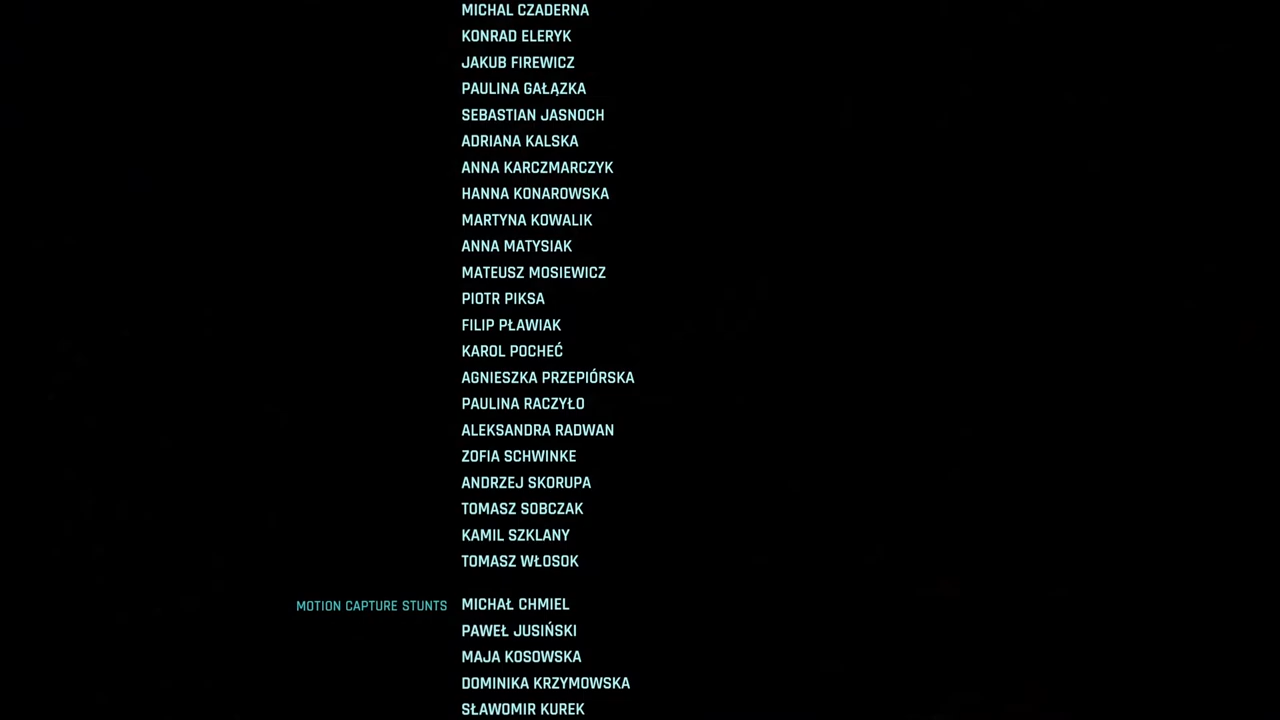 MICHAL CZADERNA
KONRAD ELERYK
JAKUB FIREWICZ
PAULINA GAŁĄZKA
SEBASTIAN JASNOCH
ADRIANA KALSKA
ANNA KARCZMARCZYK
HANNA KONAROWSKA
MARTYNA KOWALIK
ANNA MATYSIAK
MATEUSZ MOSIEWICZ
PIOTR PIKSA
FILIP PŁAWIAK
KAROL POCHEĆ
AGNIESZKA PRZEPIÓRSKA
PAULINA RACZYŁO
ALEKSANDRA RADWAN
ZOFIA SCHWINKE
ANDRZEJ SKORUPA
TOMASZ SOBCZAK
KAMIL SZKLANY
TOMASZ WŁOSOK
MOTION CAPTURE STUNTS MICHAŁ CHMIEL
PAWEŁ JUSIŃSKI
MAJA KOSOWSKA
DOMINIKA KRZYMOWSKA
SŁAWOMIR KUREK